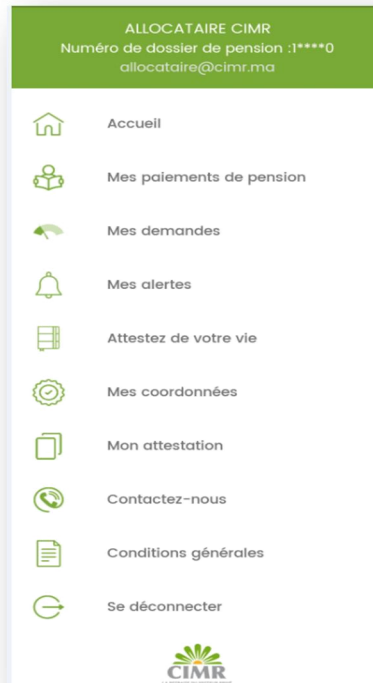 ALLOCATAIRE CIMR
Numéro de dossier de pension :1****0
allocataire@cimr.ma
Accueil
Mes paiements de pension
Mes demandes
Mes alertes
Attestez de votre vie
Mes coordonnées
Mon attestation
Contactez-nous
Conditions générales
Se déconnecter
CIMR